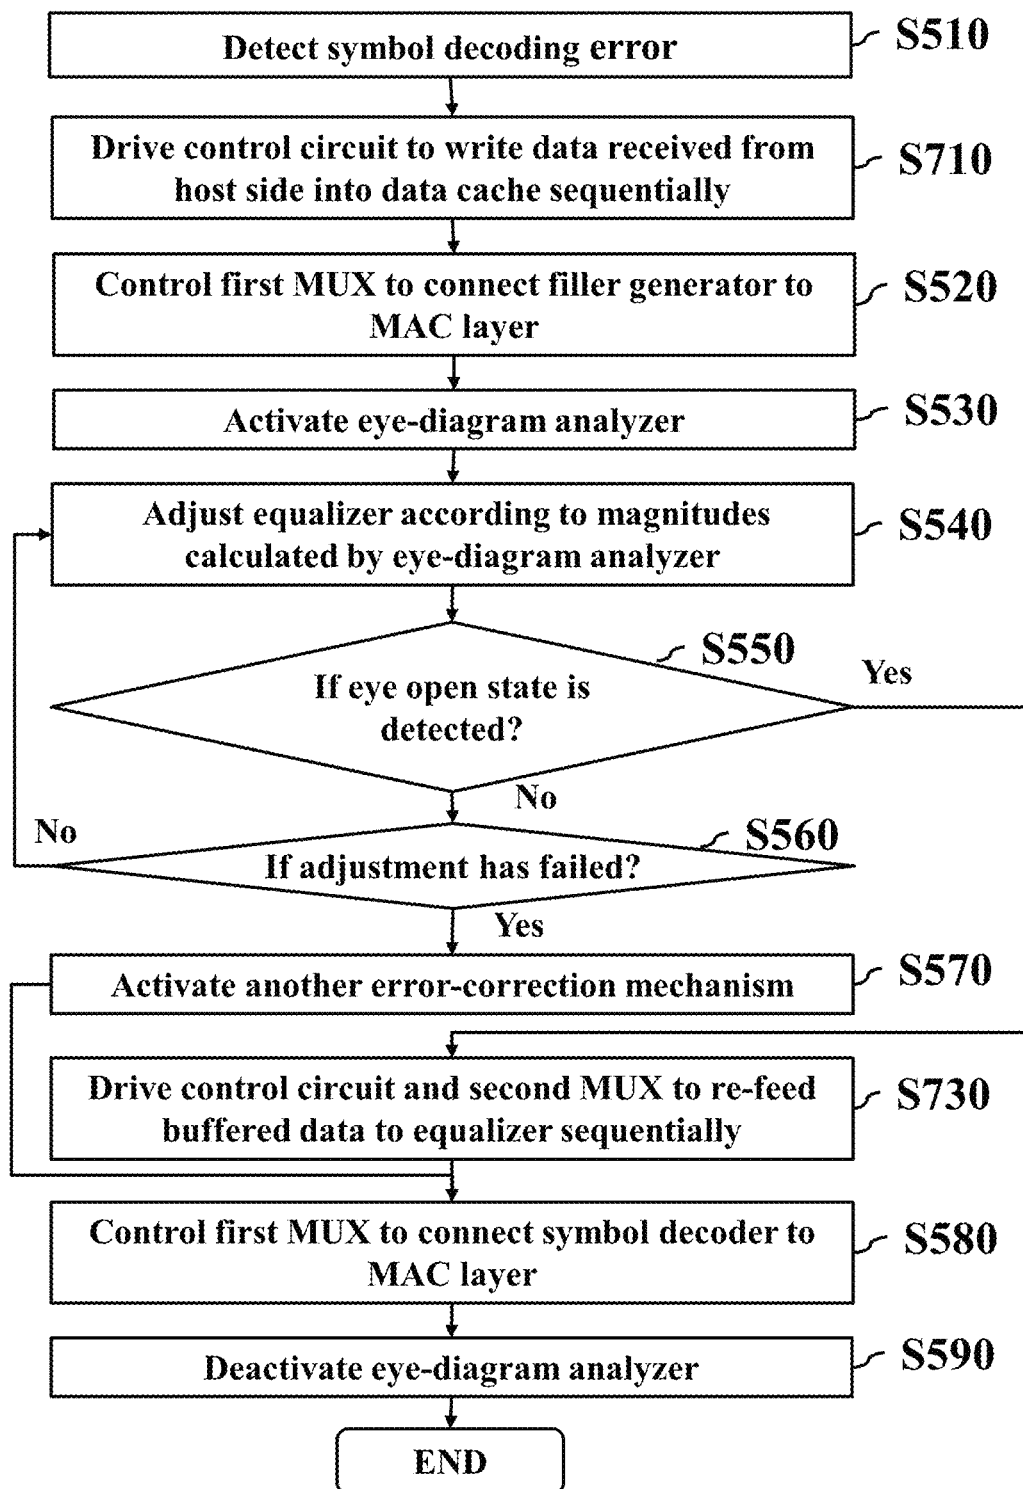 Detect symbol decoding error
S510
Drive control circuit to write data received from
host side into data cache sequentially
S710
Control first MUX to connect filler generator to
MAC layer
S520
Activate eye-diagram analyzer
S530
Adjust equalizer according to magnitudes
calculated by eye-diagram analyzer
S540
If eye open state is
detected?
S550
Yes
No
If adjustment has failed?
S560
No
Yes
Activate another error-correction mechanism
S570
Drive control circuit and second MUX to re-feed
buffered data to equalizer sequentially
S730
Control first MUX to connect symbol decoder to
MAC layer
S580
Deactivate eye-diagram analyzer
S590
END